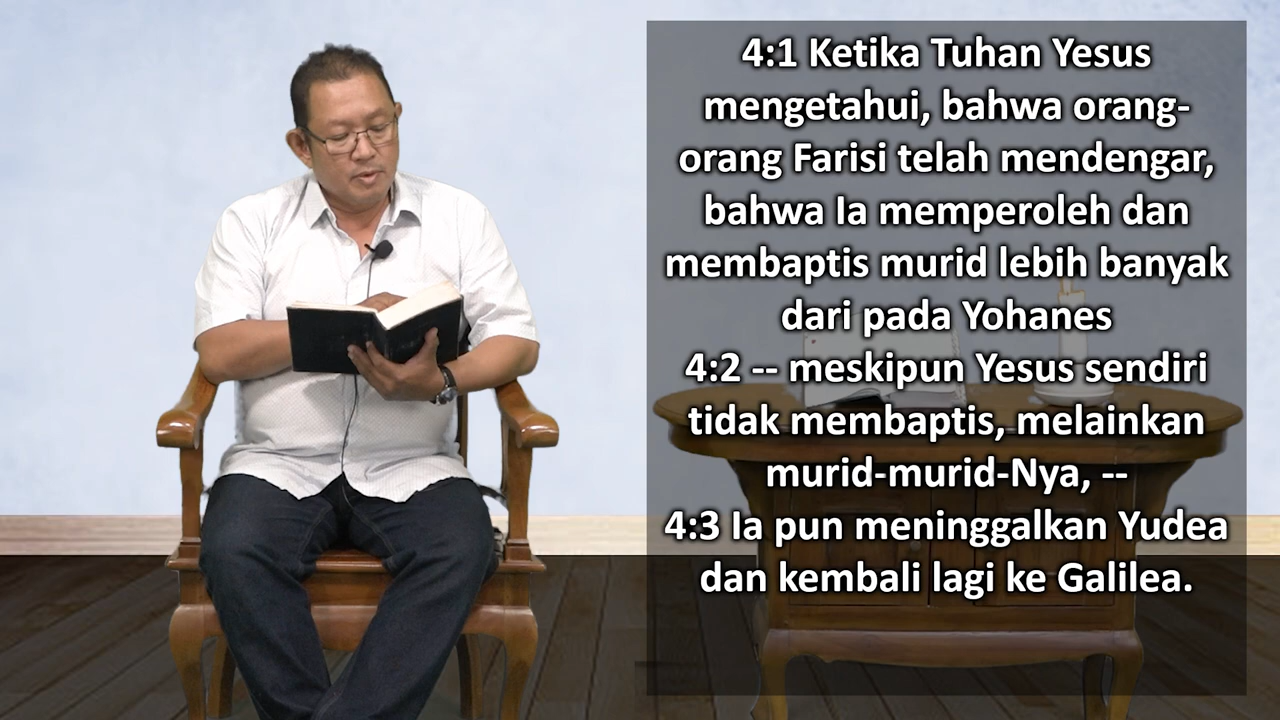 4:1 Ketika Tuhan Yesus
mengetahui, bahwa orang-
orang Farisi telah mendengar,
bahwa Ia memperoleh dan
membaptis murid lebih banyak
dari pada Yohanes
4:2 -- meskipun Yesus sendiri
tidak membaptis, melainkan
murid-murid-Nya, --
4:3 Ia pun meninggalkan Yudea
dan kembali lagi ke Galilea.